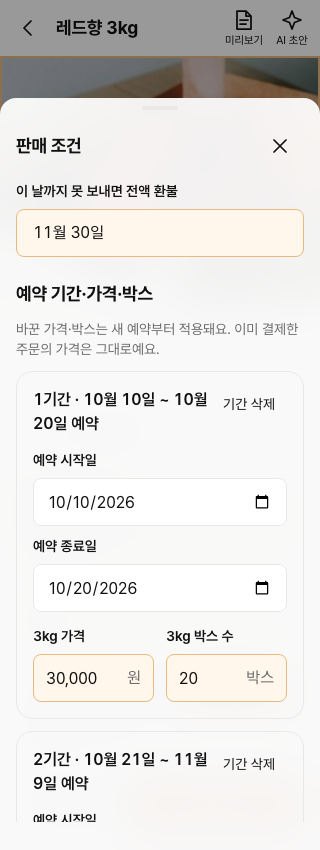 레드향 3kg
미리보기
AI 초안
판매 조건
이 날까지 못 보내면 전액 환불
11월 30일
예약 기간·가격·박스
바꾼 가격·박스는 새 예약부터 적용돼요. 이미 결제한
주문의 가격은 그대로예요.
1기간 · 10월 10일 ~ 10월
20일 예약
기간 삭제
예약 시작일
10/10/2026
예약 종료일
10/20/2026
3kg 가격
3kg 박스 수
30,000 원
20 박스
2기간 · 10월 21일 ~ 11월
9일 예약
기간 삭제
예약 시작일